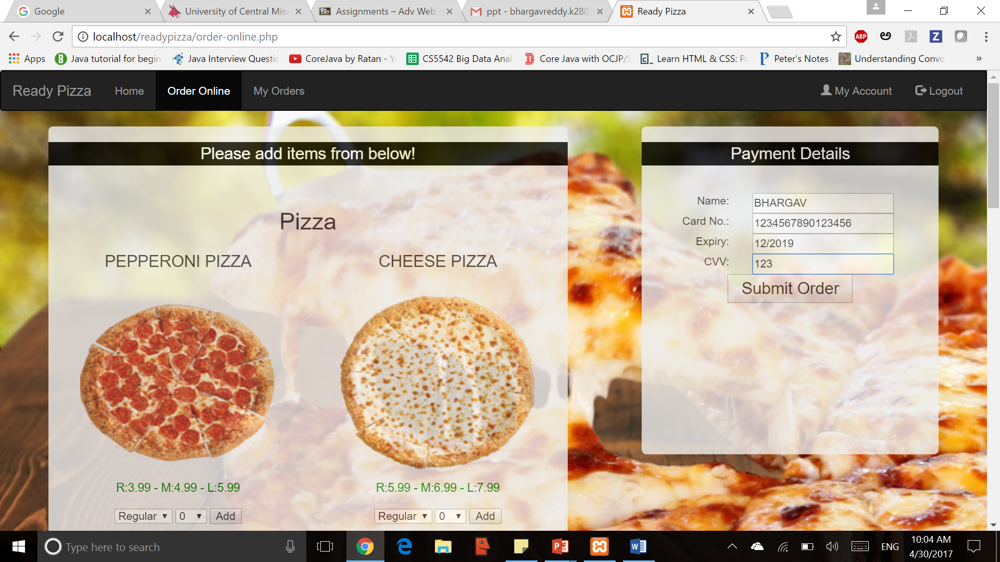 Google
University of Central Mis
Assignments – Adv Web
ppt - bhargavreddy.k280
Ready Pizza
localhost/readypizza/order-online.php
ABP
Z
Apps
Java tutorial for begin
Java Interview Questic
CoreJava by Ratan - Yo
CS5542 Big Data Anal
Core Java with OCJP/S
Learn HTML & CSS: Pa
Peter's Notes
Understanding Convo
»
Ready Pizza
Home
Order Online
My Orders
My Account
Logout
Please add items from below!
Payment Details
Name:
BHARGAV
Card No.:
1234567890123456
Expiry:
12/2019
CVV:
123
Submit Order
Pizza
PEPPERONI PIZZA
CHEESE PIZZA
R:3.99 - M:4.99 - L:5.99
R:5.99 - M:6.99 - L:7.99
Regular
0
Add
Regular
0
Add
Type here to search
ENG
10:04 AM
4/30/2017